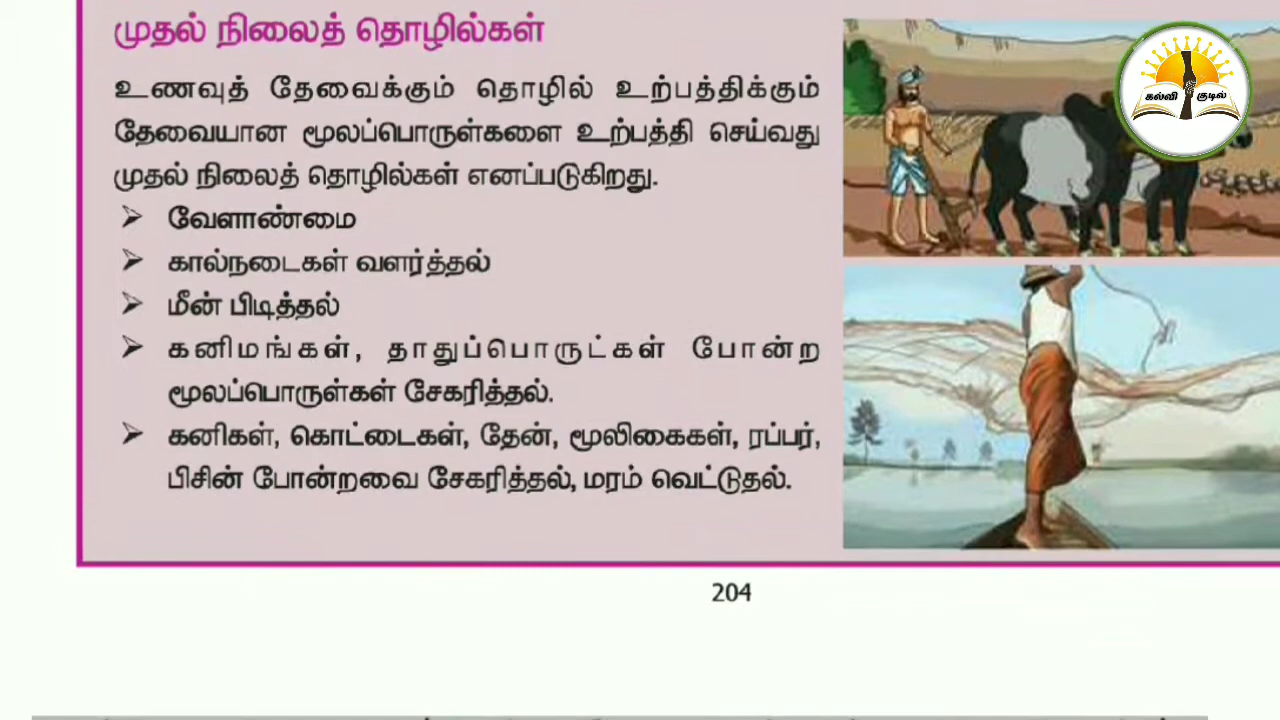 முதல் நிலைத் தொழில்கள்
உணவுத் தேவைக்கும் தொழில் உற்பத்திக்கும்
தேவையான மூலப்பொருள்களை உற்பத்தி செய்வது
முதல் நிலைத் தொழில்கள் எனப்படுகிறது.
➢ வேளாண்மை
➢ கால்நடைகள் வளர்த்தல்
➢ மீன் பிடித்தல்
➢ கனிமங்கள், தாதுப்பொருட்கள் போன்ற
மூலப்பொருள்கள் சேகரித்தல்.
➢ கனிகள், கொட்டைகள், தேன், மூலிகைகள், ரப்பர்,
பிசின் போன்றவை சேகரித்தல், மரம் வெட்டுதல்.
204
கல்வி குடில்